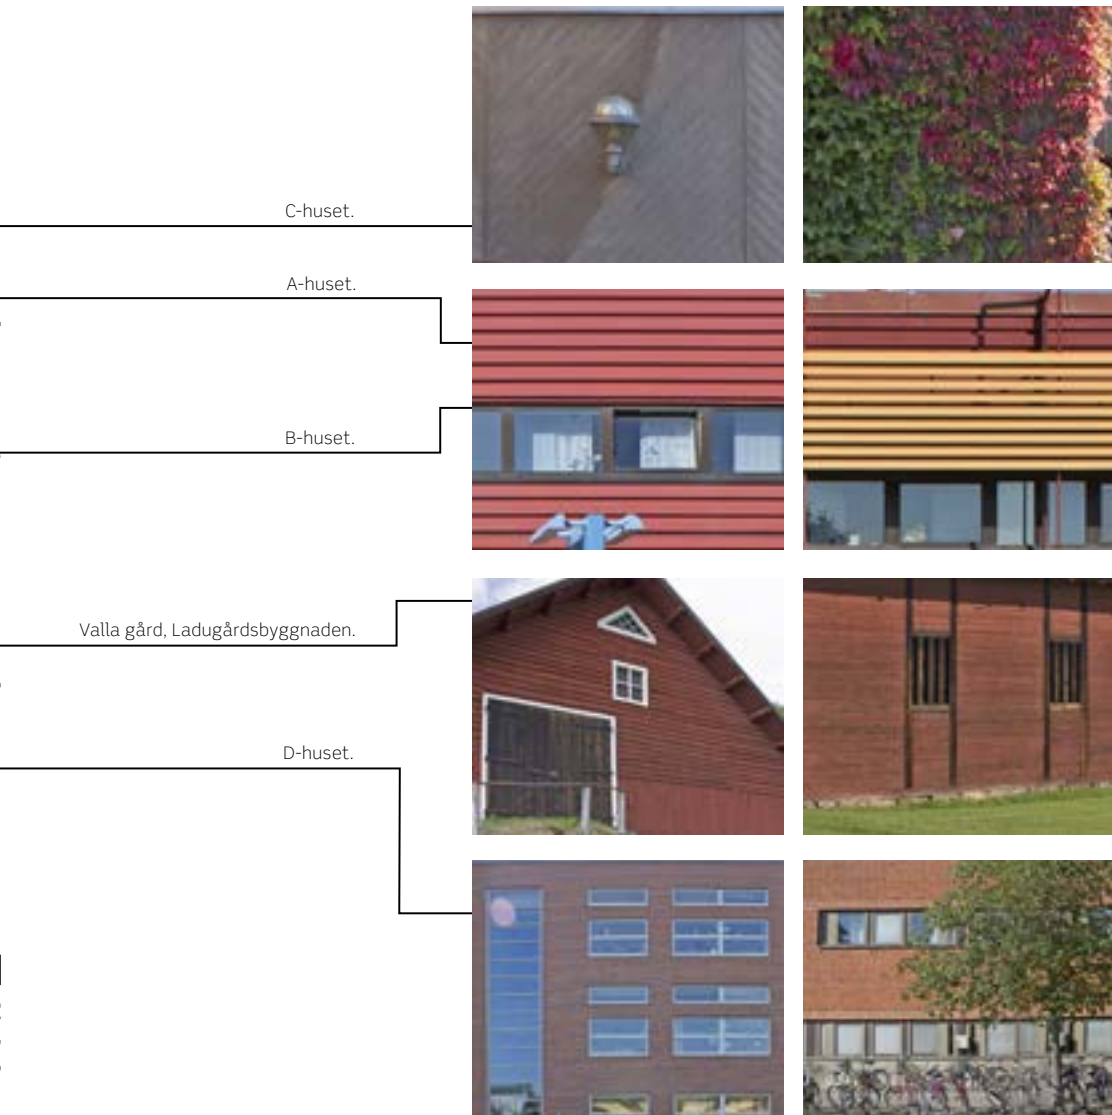 C-huset.
A-huset.
B-huset.
Valla gård, Ladugårdsbyggnaden.
D-huset.